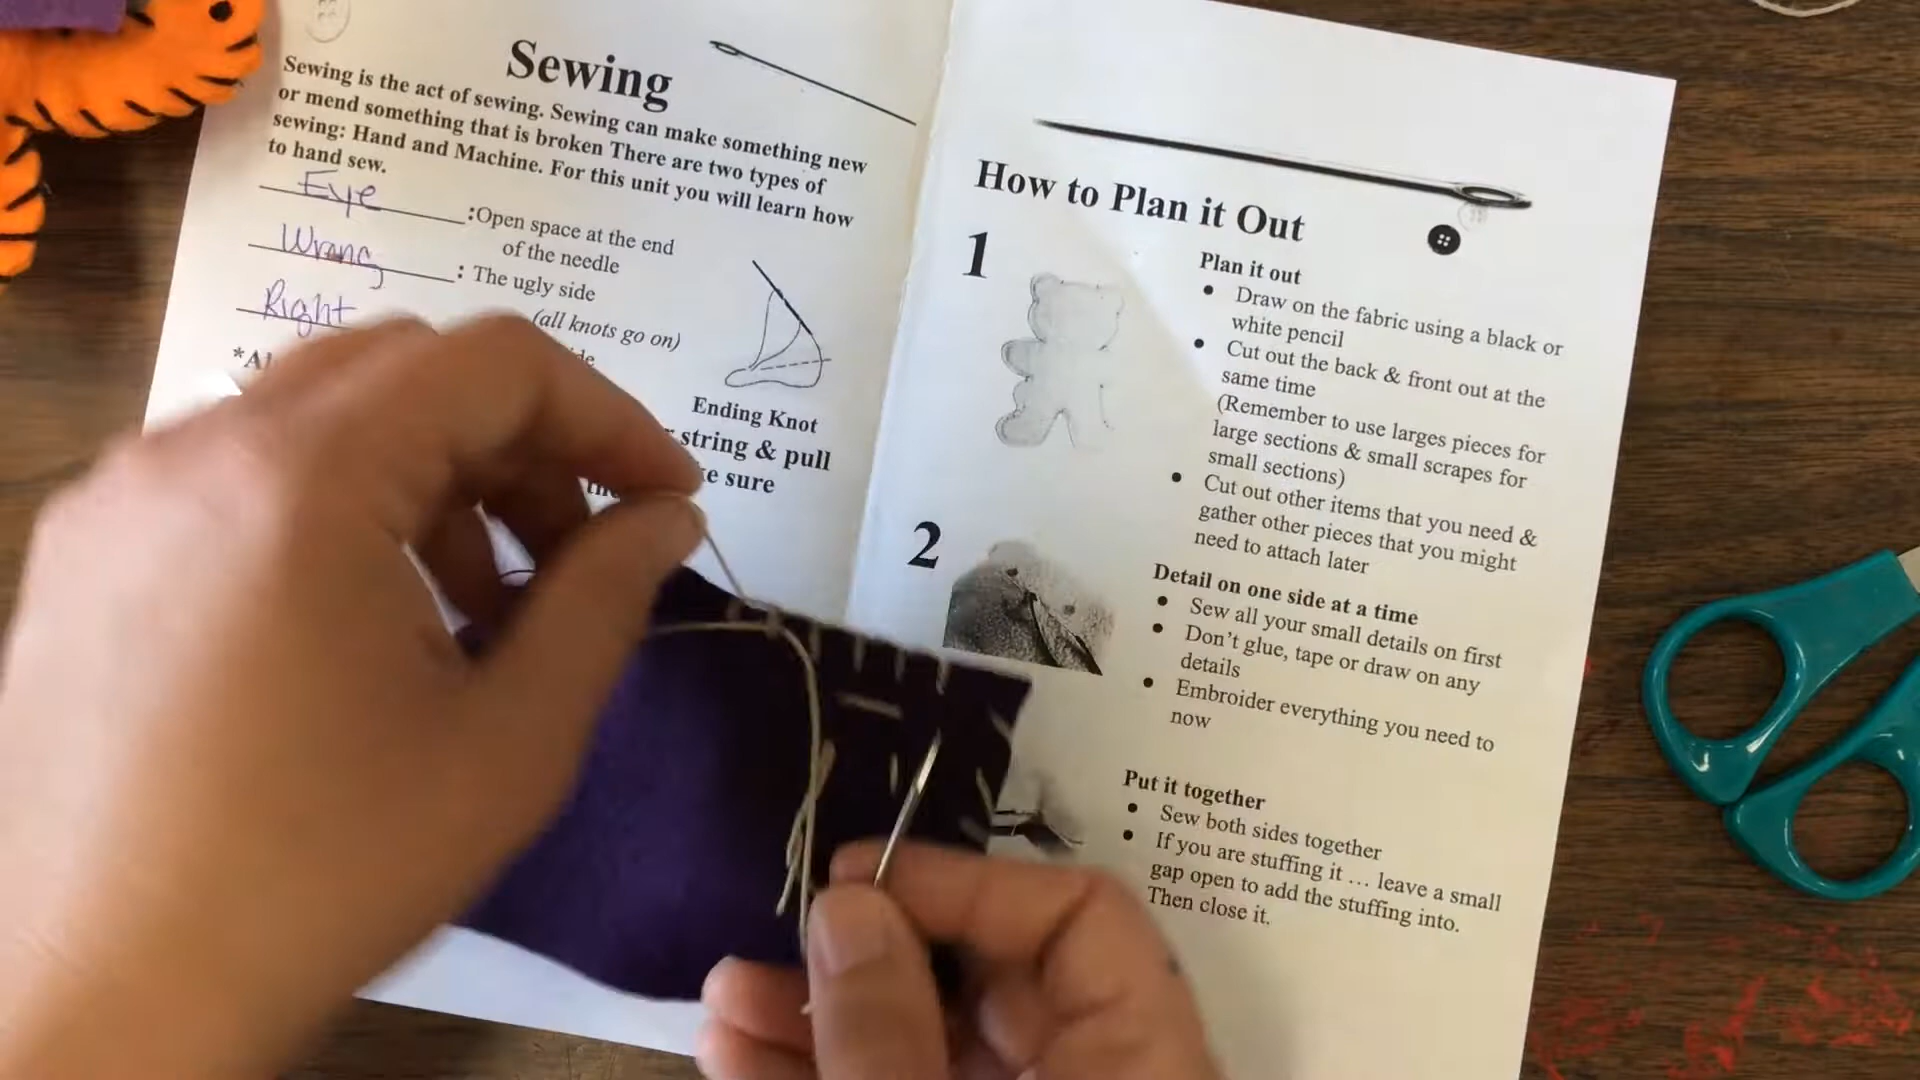 Sewing
Sewing is the act of sewing. Sewing can make something new
or mend something that is broken There are two types of
sewing: Hand and Machine. For this unit you will learn how
to hand sew.
Eye
:Open space at the end
of the needle
Wrong
: The ugly side
(all knots go on)
Right
Ending Knot
string & pull
sure
How to Plan it Out
1
Plan it out
• Draw on the fabric using a black or
white pencil
• Cut out the back & front out at the
same time
(Remember to use larges pieces for
large sections & small scrapes for
small sections)
• Cut out other items that you need &
gather other pieces that you might
need to attach later
2
Detail on one side at a time
• Sew all your small details on first
• Don't glue, tape or draw on any
details
• Embroider everything you need to
now
Put it together
• Sew both sides together
• If you are stuffing it … leave a small
gap open to add the stuffing into.
Then close it.